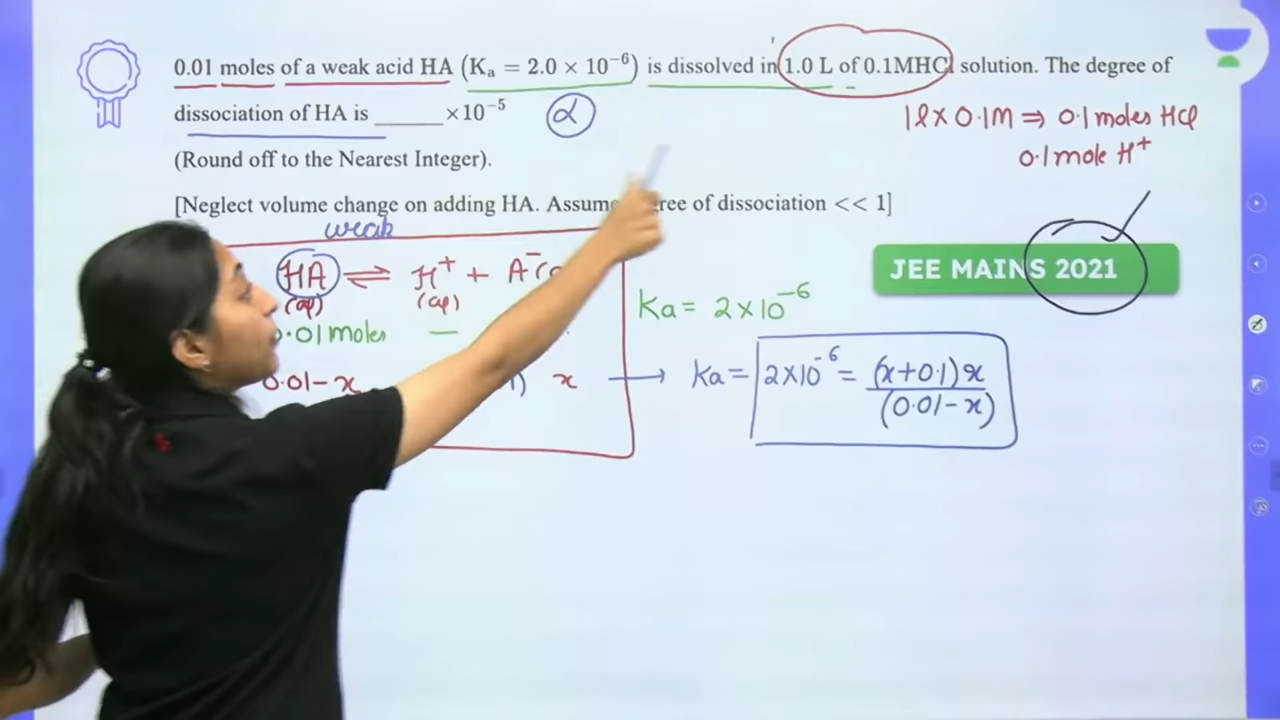 0.01 moles of a weak acid HA (Kₐ = 2.0 × 10⁻⁶) is dissolved in 1.0 L of 0.1MHCl solution. The degree of
dissociation of HA is ______ ×10⁻⁵ α
1l × 0.1M ⇒ 0.1 moles HCl
0.1 mole H⁺
(Round off to the Nearest Integer).
[Neglect volume change on adding HA. Assume degree of dissociation << 1]
weak
JEE MAINS 2021
HA ⇌ H⁺ + A⁻
(aq) (aq)
0.01 moles —
Ka = 2×10⁻⁶
0.01-x x → Ka = 2×10⁻⁶ = (x+0.1)x
(0.01-x)